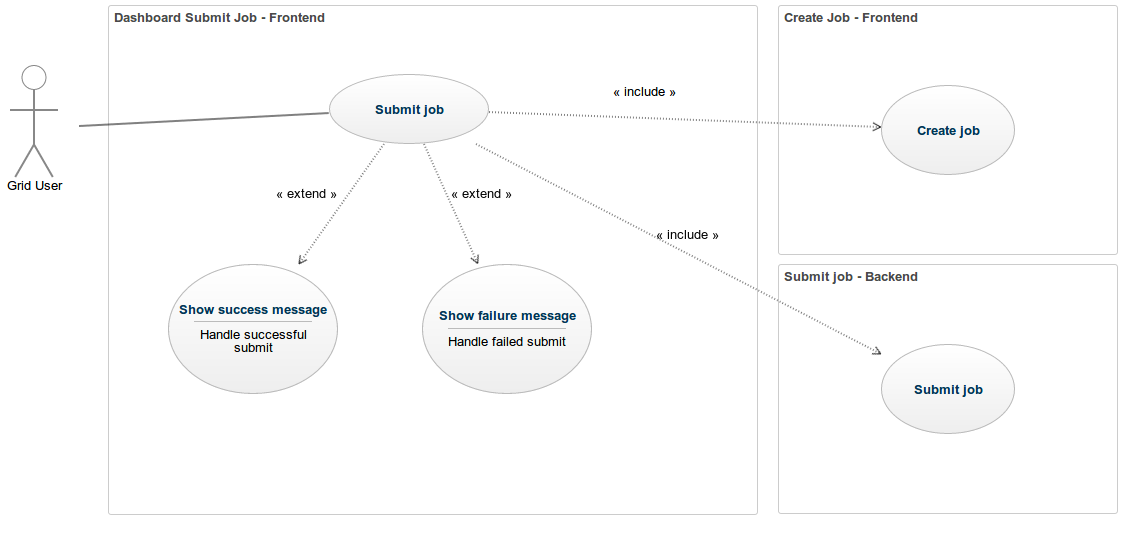 Dashboard Submit Job - Frontend
Create Job - Frontend
« include »
Submit job
Create job
Grid User
« extend »
« extend »
« include »
Submit job - Backend
Show success message
Handle successful
submit
Show failure message
Handle failed submit
Submit job